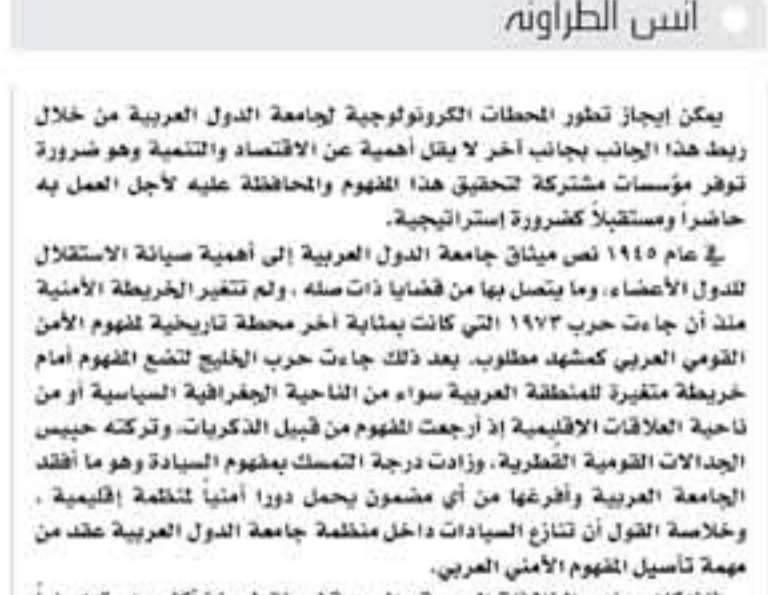 أنس الطراونه
يمكن إيجاز تطور المحطات الكرونولوجية لجامعة الدول العربية من خلال
ربط هذا الجانب بجانب آخر لا يقل أهمية عن الاقتصاد والتنمية وهو ضرورة
توفر مؤسسات مشتركة لتحقيق هذا المفهوم والمحافظة عليه لأجل العمل به
حاضراً ومستقبلاً كضرورة إستراتيجية.
في عام ١٩٤٥ نص ميثاق جامعة الدول العربية إلى أهمية صيانة الاستقلال
للدول الأعضاء، وما يتصل بها من قضايا ذات صله ، ولم تتغير الخريطة الأمنية
منذ أن جاءت حرب ١٩٧٣ التي كانت بمثابة آخر محطة تاريخية لمفهوم الأمن
القومي العربي كمشهد مطلوب. بعد ذلك جاءت حرب الخليج لتضع المفهوم أمام
خريطة متغيرة للمنطقة العربية سواء من الناحية الجغرافية السياسية أو من
ناحية العلاقات الإقليمية إذ أرجعت المفهوم من قبيل الذكريات، وتركته حبيس
الجدالات القومية القطرية، وزادت درجة التمسك بمفهوم السيادة وهو ما أفقد
الجامعة العربية وأفرغها من أي مضمون يحمل دورا أمنياً لمنظمة إقليمية ،
وخلاصة القول أن تنازع السيادات داخل منظمة جامعة الدول العربية عقد من
مهمة تأصيل المفهوم الأمني العربي.